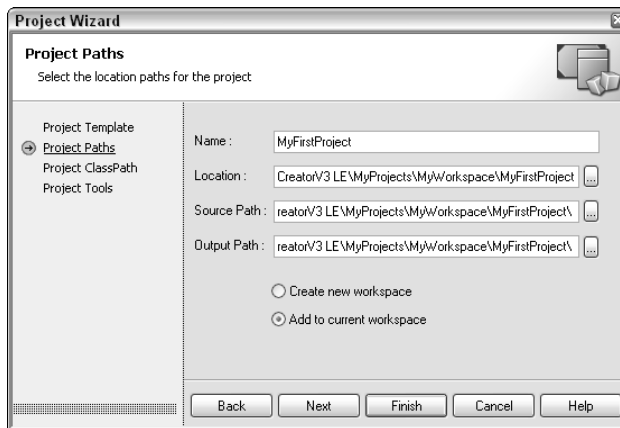 Project Wizard
Project Paths
Select the location paths for the project
Project Template
Project Paths
Project ClassPath
Project Tools
Name : MyFirstProject
Location : CreatorV3 LE\MyProjects\MyWorkspace\MyFirstProject ...
Source Path : reatorV3 LE\MyProjects\MyWorkspace\MyFirstProject\ ...
Output Path : reatorV3 LE\MyProjects\MyWorkspace\MyFirstProject\ ...
Create new workspace
Add to current workspace
Back Next Finish Cancel Help